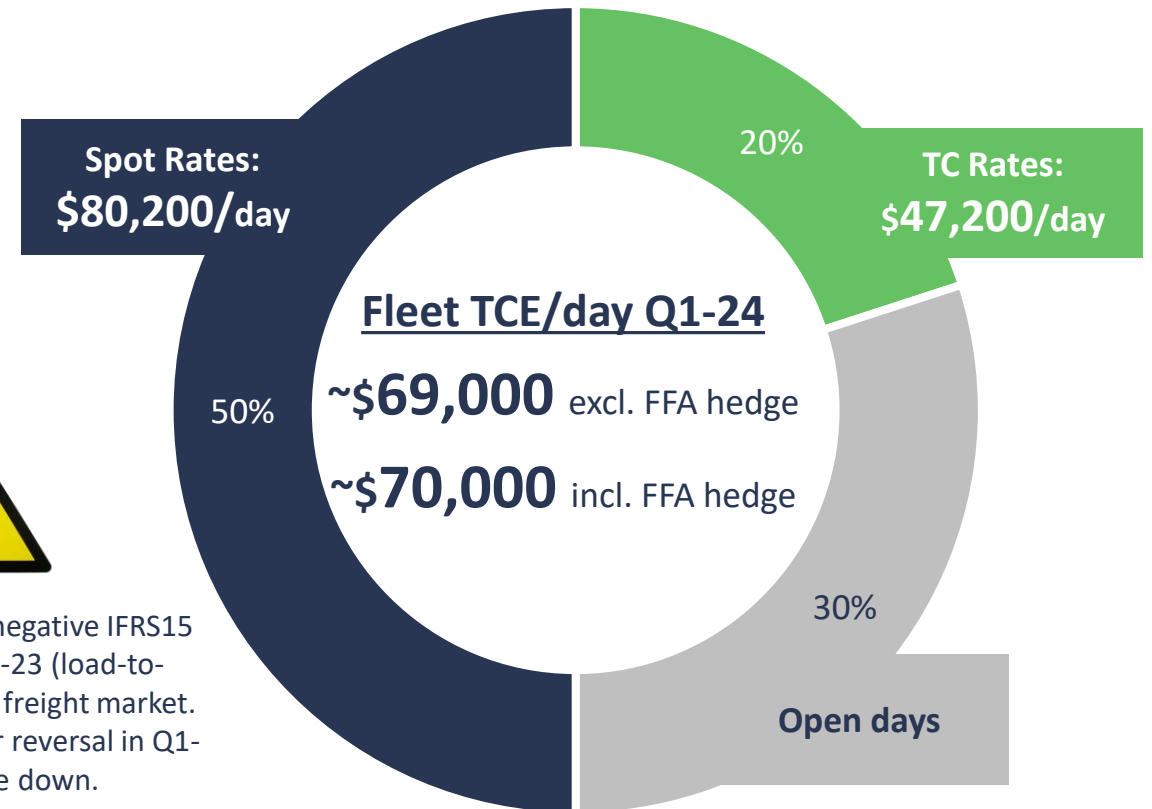 20%
Spot Rates:
$80,200/day
TC Rates:
$47,200/day
Fleet TCE/day Q1-24
~$69,000 excl. FFA hedge
50%
~$70,000 incl. FFA hedge
30%
negative IFRS15
-23 (load-to-
freight market.
r reversal in Q1-
e down.
Open days